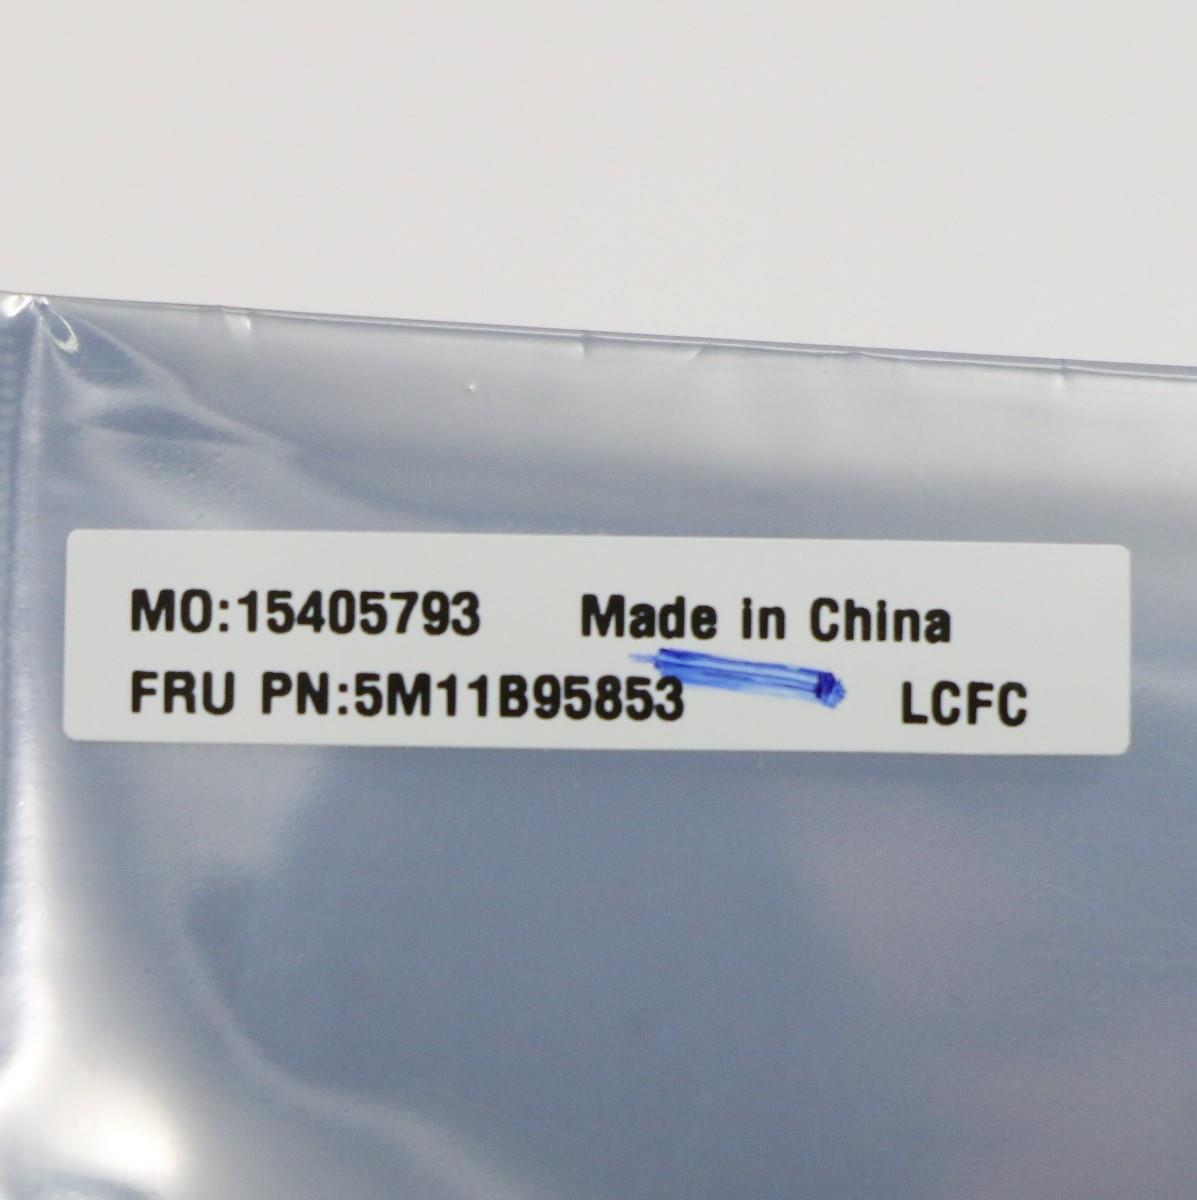 MO:15405793 Made in China
FRU PN:5M11B95853 LCFC